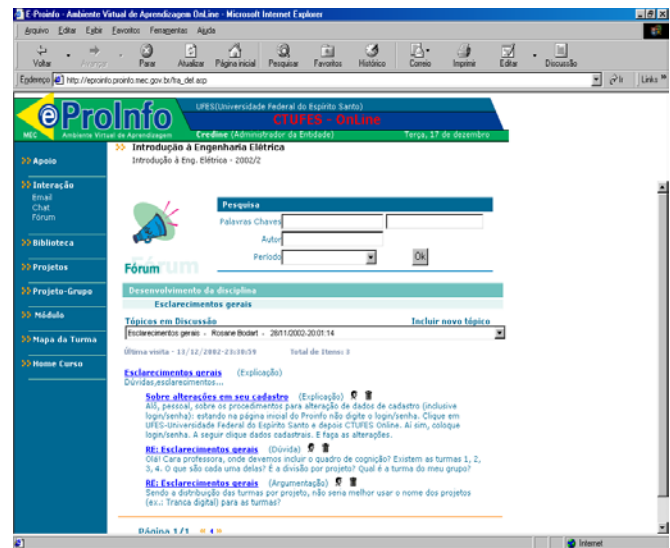 E-Proinfo - Ambiente Virtual de Aprendizagem OnLine - Microsoft Internet Explorer
Arquivo Editar Exibir Favoritos Ferramentas Ajuda
Voltar Avançar Parar Atualizar Página inicial Pesquisar Favoritos Histórico Correio Imprimir Editar Discussão
Endereço http://eproinfo.proinfo.mec.gov.br/fra_det.asp Ir Links »
UFES(Universidade Federal do Espírito Santo)
eProInfo
CTUFES - OnLine
MEC Ambiente Virtual de Aprendizagem Credine (Administrador da Entidade) Terça, 17 de dezembro
>> Introdução à Engenharia Elétrica
Introdução à Eng. Elétrica - 2002/2
>> Apoio
>> Interação
Email
Chat
Fórum
>> Biblioteca
>> Projetos
>> Projeto-Grupo
>> Módulo
>> Mapa da Turma
>> Home Curso
Pesquisa
Palavras Chaves
Autor
Período
Ok
Fórum
Desenvolvimento da disciplina
Esclarecimentos gerais
Tópicos em Discussão Incluir novo tópico
Esclarecimentos gerais - Rosane Bodart - 28/11/2002-20:01:14
Última visita - 13/12/2002-23:38:59 Total de Itens: 3
Esclarecimentos gerais (Explicação)
Dúvidas,esclarecimentos...
Sobre alterações em seu cadastro (Explicação)
Alô, pessoal, sobre os procedimentos para alteração de dados de cadastro (inclusive
login/senha): estando na página inicial do Proinfo não digite o login/senha. Clique em
UFES-Universidade Federal do Espírito Santo e depois CTUFES Online. Aí sim, coloque
login/senha. A seguir clique dados cadastrais. E faça as alterações.
RE: Esclarecimentos gerais (Dúvida)
Olá! Cara professora, onde devemos incluir o quadro de cognição? Existem as turmas 1, 2,
3, 4. O que são cada uma delas? É a divisão por projeto? Qual é a turma do meu grupo?
RE: Esclarecimentos gerais (Argumentação)
Sendo a distribuição das turmas por projeto, não seria melhor usar o nome dos projetos
(ex.: Tranca digital) para as turmas?
Página 1/1 « 1 »
Internet